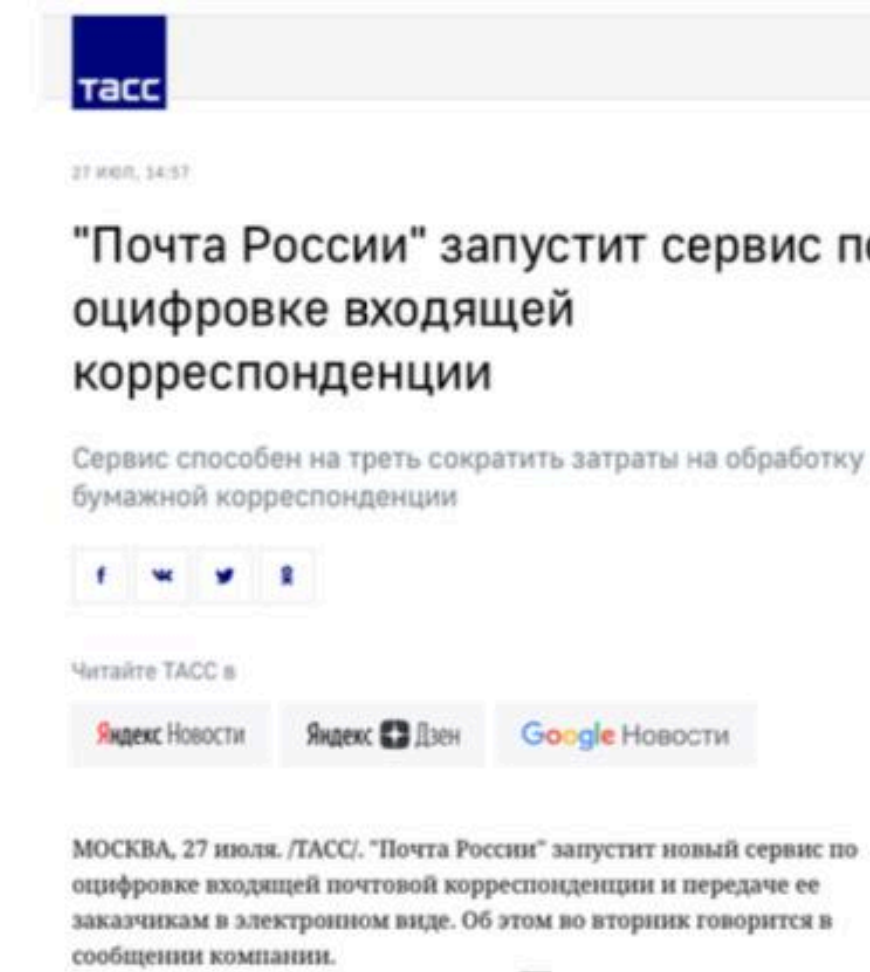 тасс
27 ИЮЛ, 14:57
"Почта России" запустит сервис по
оцифровке входящей
корреспонденции
Сервис способен на треть сократить затраты на обработку
бумажной корреспонденции
Читайте ТАСС в
Яндекс Новости
Яндекс Дзен
Google Новости
МОСКВА, 27 июля. /ТАСС/. "Почта России" запустит новый сервис по
оцифровке входящей почтовой корреспонденции и передаче ее
заказчикам в электронном виде. Об этом во вторник говорится в
сообщении компании.